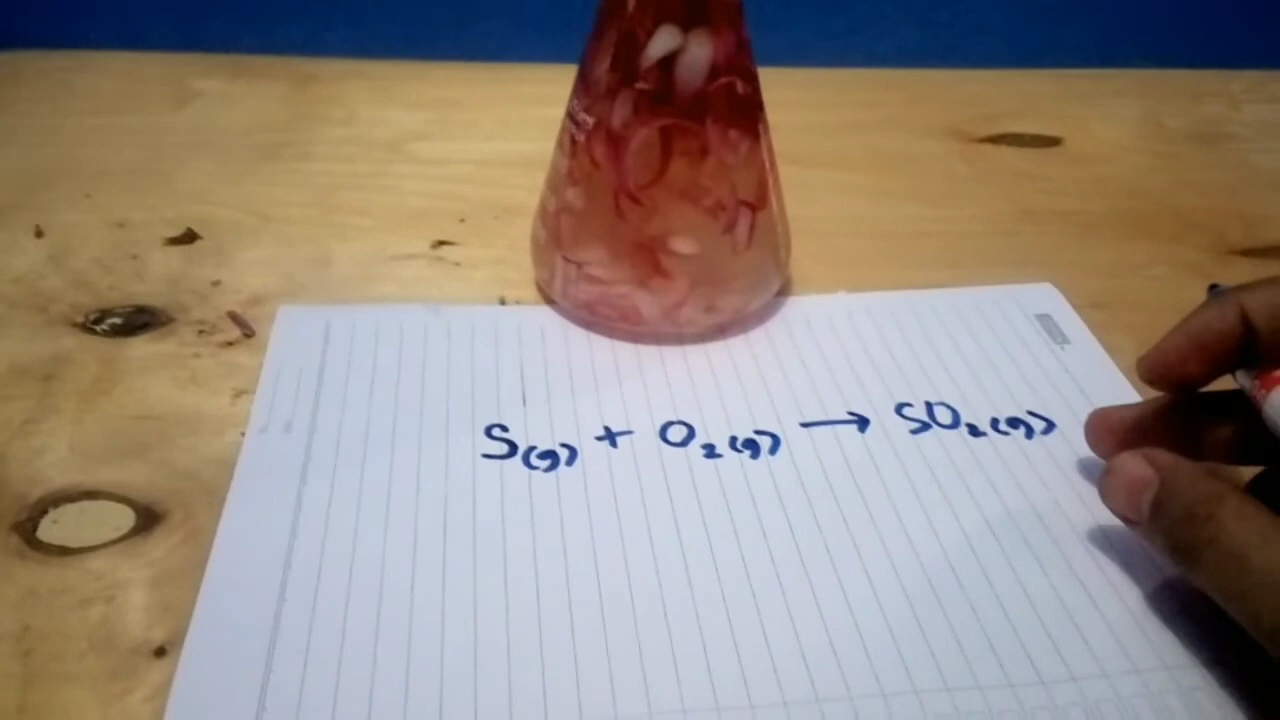 S(g) + O₂(g) → SO₂(g)